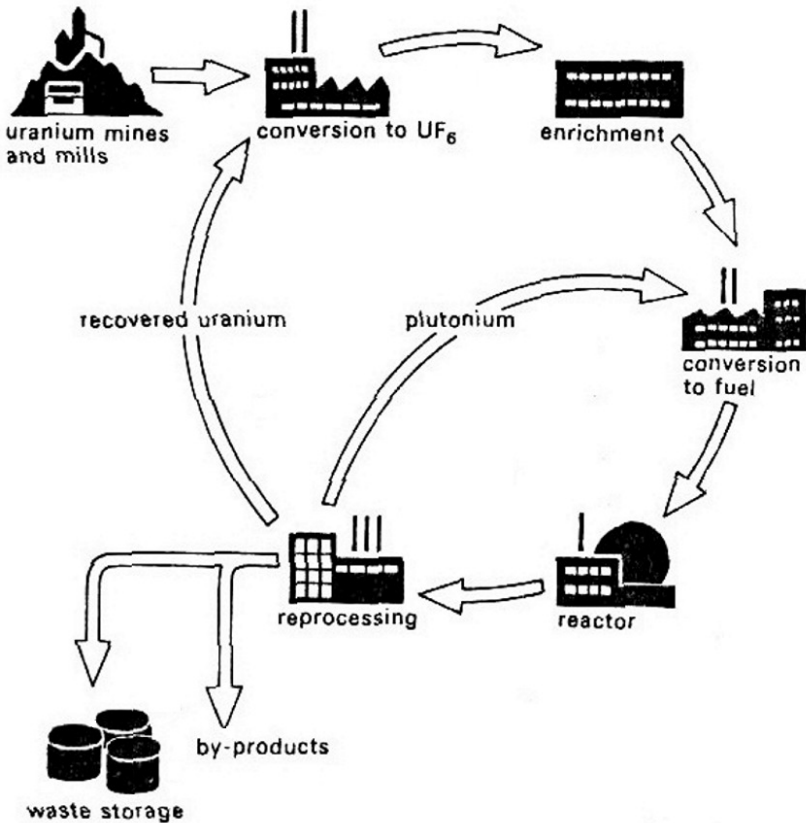 uranium mines
and mills
conversion to UF₆
enrichment
recovered uranium
plutonium
conversion
to fuel
reprocessing
reactor
by-products
waste storage